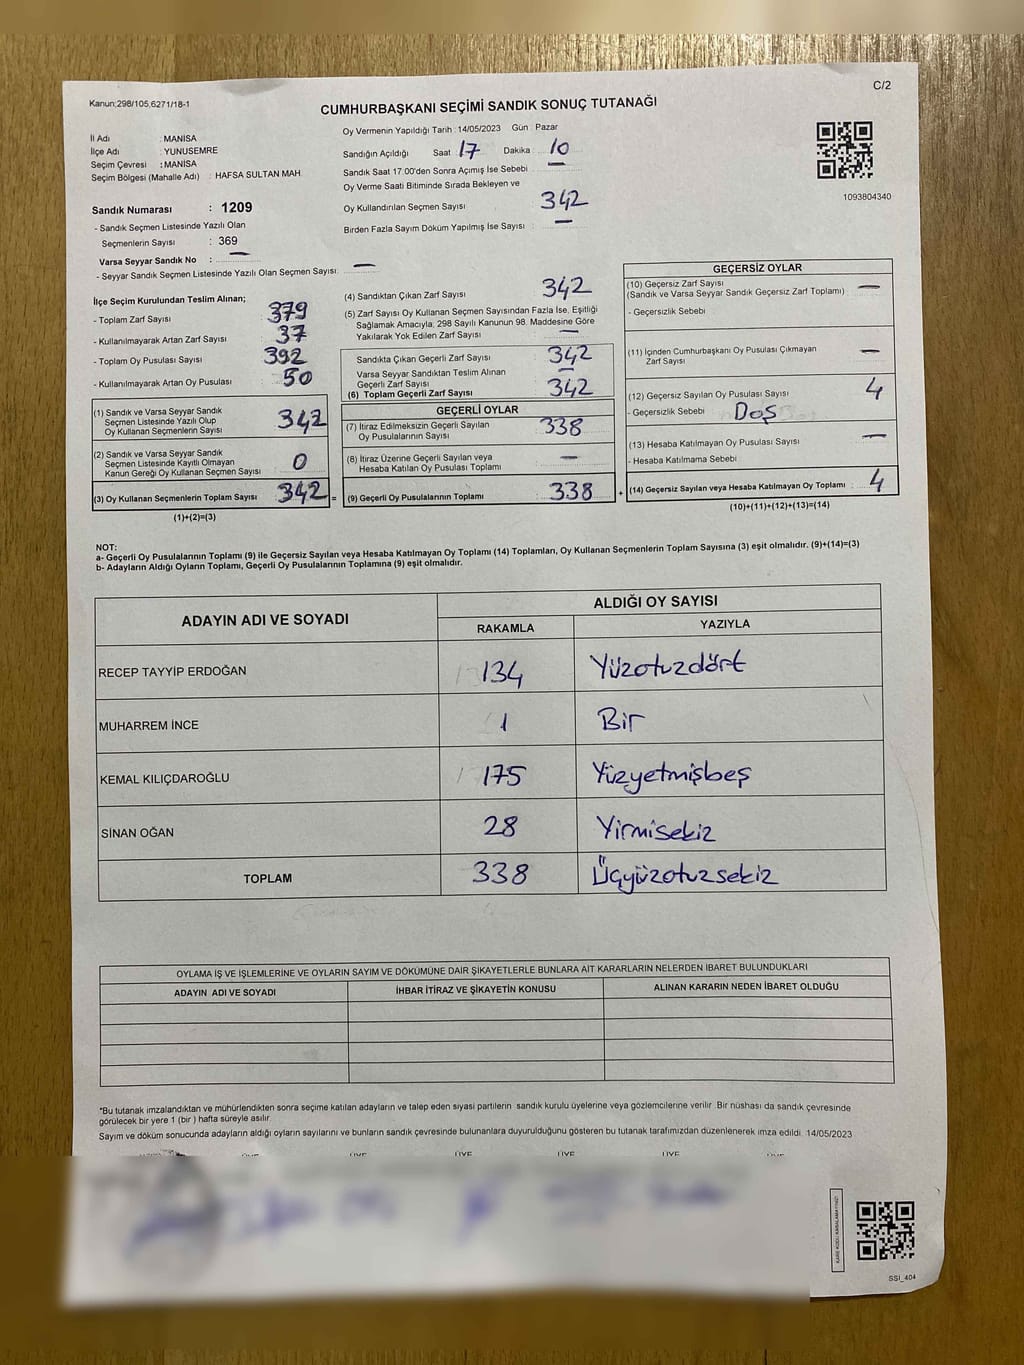 C/2
Kanun;298/105,6271/18-1
CUMHURBAŞKANI SEÇİMİ SANDIK SONUÇ TUTANAĞI
İl Adı : MANİSA
İlçe Adı : YUNUSEMRE
Seçim Çevresi : MANİSA
Seçim Bölgesi (Mahalle Adı) : HAFSA SULTAN MAH.
Sandık Numarası : 1209
- Sandık Seçmen Listesinde Yazılı Olan
Seçmenlerin Sayısı : 369
Varsa Seyyar Sandık No : —
- Seyyar Sandık Seçmen Listesinde Yazılı Olan Seçmen Sayısı: —
Oy Vermenin Yapıldığı Tarih :14/05/2023 Gün : Pazar
Sandığın Açıldığı Saat 17 Dakika : 10
Sandık Saat 17:00'den Sonra Açımış İse Sebebi : —
Oy Verme Saati Bitiminde Sırada Bekleyen ve
Oy Kullandırılan Seçmen Sayısı : 342
Birden Fazla Sayım Döküm Yapılmış İse Sayısı : —
1093804340
İlçe Seçim Kurulundan Teslim Alınan;
- Toplam Zarf Sayısı : 379
- Kullanılmayarak Artan Zarf Sayısı : 37
- Toplam Oy Pusulası Sayısı : 392
- Kullanılmayarak Artan Oy Pusulası : 50
(1) Sandık ve Varsa Seyyar Sandık
Seçmen Listesinde Yazılı Olup
Oy Kullanan Seçmenlerin Sayısı : 342
(2) Sandık ve Varsa Seyyar Sandık
Seçmen Listesinde Kayıtlı Olmayan
Kanun Gereği Oy Kullanan Seçmen Sayısı : 0
(3) Oy Kullanan Seçmenlerin Toplam Sayısı : 342 =
(1)+(2)=(3)
(4) Sandıktan Çıkan Zarf Sayısı : 342
(5) Zarf Sayısı Oy Kullanan Seçmen Sayısından Fazla İse, Eşitliği
Sağlamak Amacıyla, 298 Sayılı Kanunun 98. Maddesine Göre
Yakılarak Yok Edilen Zarf Sayısı : —
Sandıkta Çıkan Geçerli Zarf Sayısı : 342
Varsa Seyyar Sandıktan Teslim Alınan
Geçerli Zarf Sayısı : —
(6) Toplam Geçerli Zarf Sayısı : 342
GEÇERLİ OYLAR
(7) İtiraz Edilmeksizin Geçerli Sayılan
Oy Pusulalarının Sayısı : 338
(8) İtiraz Üzerine Geçerli Sayılan veya
Hesaba Katılan Oy Pusulası Toplamı : —
(9) Geçerli Oy Pusulalarının Toplamı : 338 +
GEÇERSİZ OYLAR
(10) Geçersiz Zarf Sayısı
(Sandık ve Varsa Seyyar Sandık Geçersiz Zarf Toplamı) : —
- Geçersizlik Sebebi
(11) İçinden Cumhurbaşkanı Oy Pusulası Çıkmayan
Zarf Sayısı : —
(12) Geçersiz Sayılan Oy Pusulası Sayısı : 4
- Geçersizlik Sebebi : Doş
(13) Hesaba Katılmayan Oy Pusulası Sayısı : —
- Hesaba Katılmama Sebebi
(14) Geçersiz Sayılan veya Hesaba Katılmayan Oy Toplamı : 4
(10)+(11)+(12)+(13)=(14)
NOT:
a- Geçerli Oy Pusulalarının Toplamı (9) ile Geçersiz Sayılan veya Hesaba Katılmayan Oy Toplamı (14) Toplamları, Oy Kullanan Seçmenlerin Toplam Sayısına (3) eşit olmalıdır. (9)+(14)=(3)
b- Adayların Aldığı Oyların Toplamı, Geçerli Oy Pusulalarının Toplamına (9) eşit olmalıdır.
ADAYIN ADI VE SOYADI ALDIĞI OY SAYISI
RAKAMLA YAZIYLA
RECEP TAYYİP ERDOĞAN 134 Yüzotuzdört
MUHARREM İNCE 1 Bir
KEMAL KILIÇDAROĞLU 175 Yüzyetmişbeş
SİNAN OĞAN 28 Yirmisekiz
TOPLAM 338 Üçyüzotuzsekiz
OYLAMA İŞ VE İŞLEMLERİNE VE OYLARIN SAYIM VE DÖKÜMÜNE DAİR ŞİKAYETLERLE BUNLARA AİT KARARLARIN NELERDEN İBARET BULUNDUKLARI
ADAYIN ADI VE SOYADI İHBAR İTİRAZ VE ŞİKAYETİN KONUSU ALINAN KARARIN NEDEN İBARET OLDUĞU
*Bu tutanak imzalandıktan ve mühürlendikten sonra seçime katılan adayların ve talep eden siyasi partilerin sandık kurulu üyelerine veya gözlemcilerine verilir. Bir nüshası da sandık çevresinde
görülecek bir yere 1 (bir) hafta süreyle asılır.
Sayım ve döküm sonucunda adayların aldığı oyların sayılarını ve bunların sandık çevresinde bulunanlara duyurulduğunu gösteren bu tutanak tarafımızdan düzenlenerek imza edildi. 14/05/2023
ÜYE ÜYE ÜYE ÜYE ÜYE
SSI_404